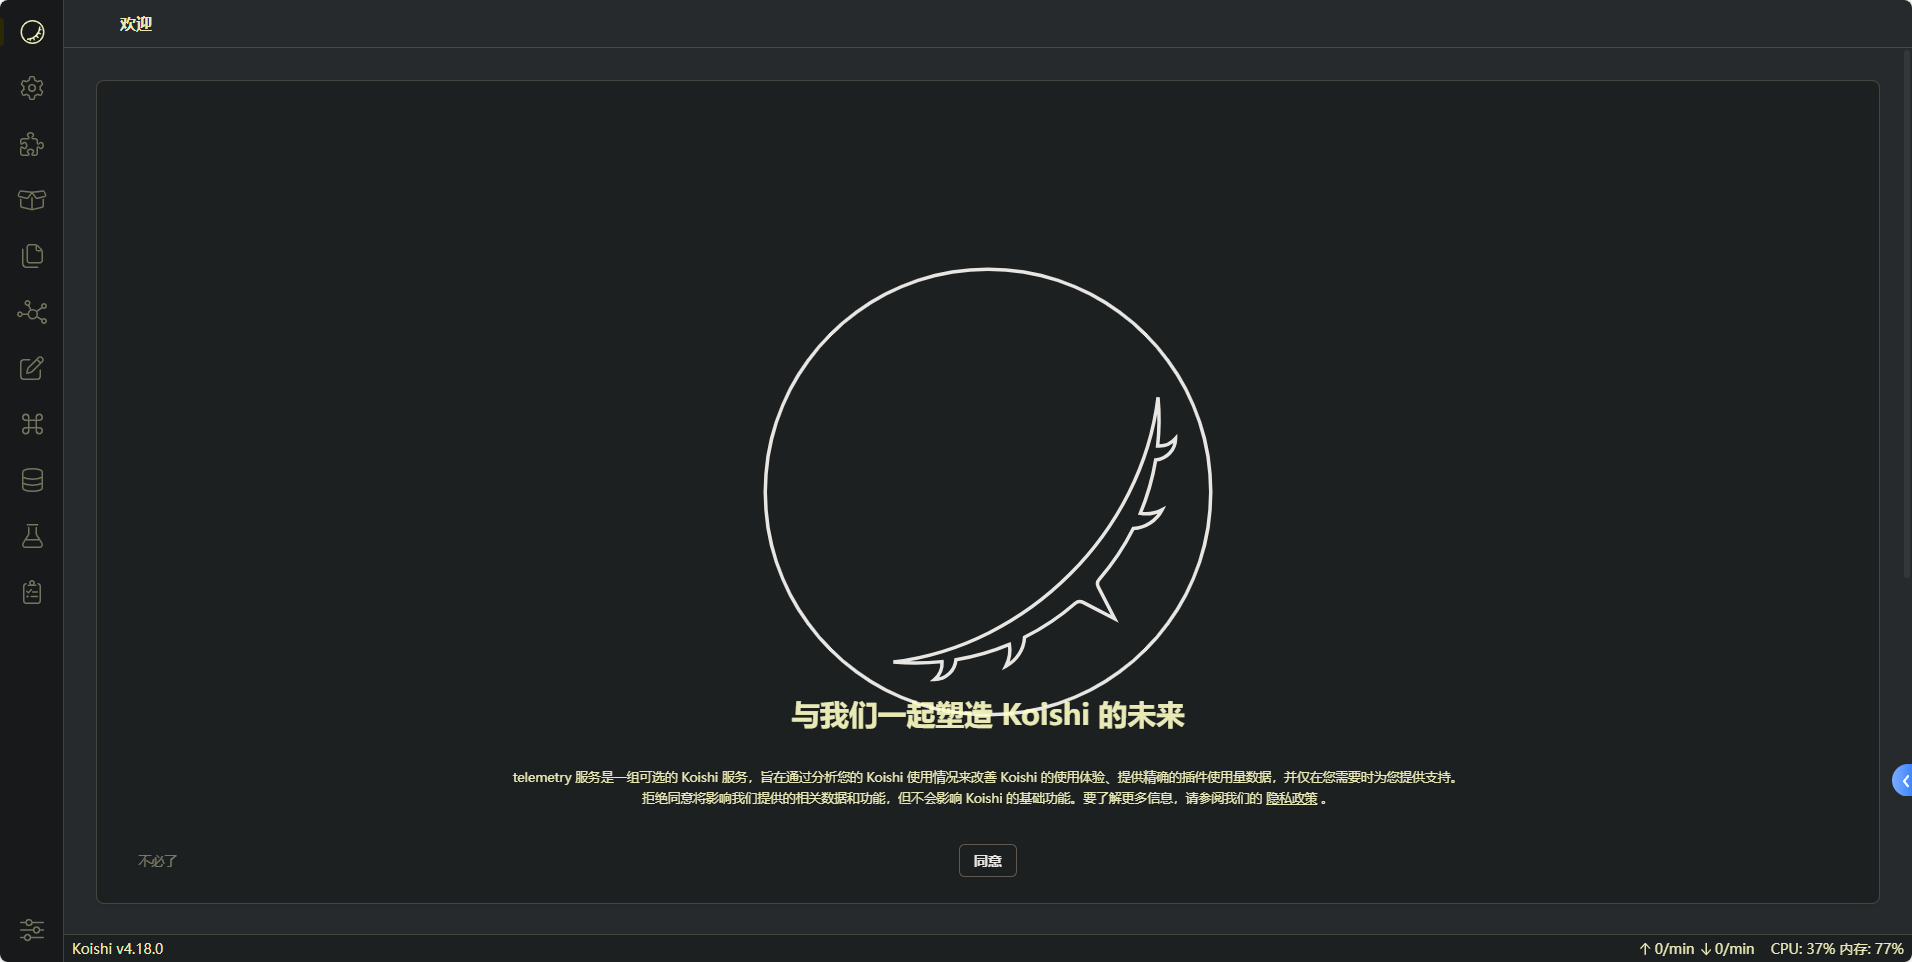 欢迎
与我们一起塑造 Koishi 的未来
telemetry 服务是一组可选的 Koishi 服务，旨在通过分析您的 Koishi 使用情况来改善 Koishi 的使用体验、提供精确的插件使用量数据，并仅在您需要时为您提供支持。
拒绝同意将影响我们提供的相关数据和功能，但不会影响 Koishi 的基础功能。要了解更多信息，请参阅我们的 隐私政策 。
不必了
同意
Koishi v4.18.0
↑ 0/min ↓ 0/min CPU: 37% 内存: 77%